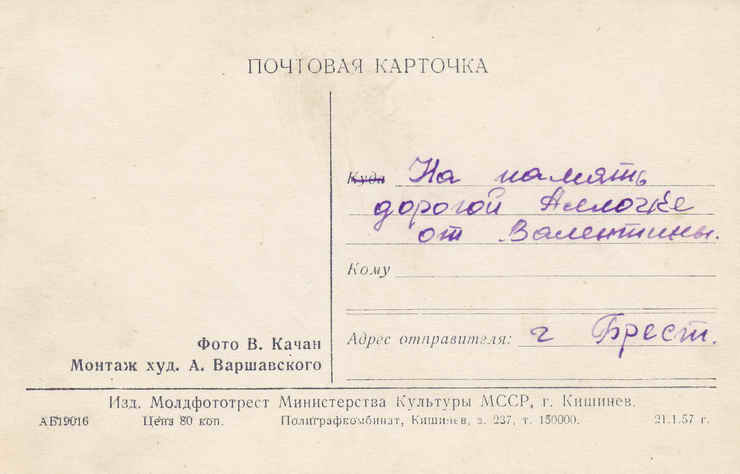 ПОЧТОВАЯ КАРТОЧКА
Куда На память
дорогой Аллочке
от Валентины.
Кому
Фото В. Качан
Монтаж худ. А. Варшавского
Адрес отправителя: г Брест.
Изд. Молдфототрест Министерства Культуры МССР, г. Кишинев.
АБ19016 Цена 80 коп. Полиграфкомбинат, Кишинев, з. 237, т. 150000. 21.1.57 г.